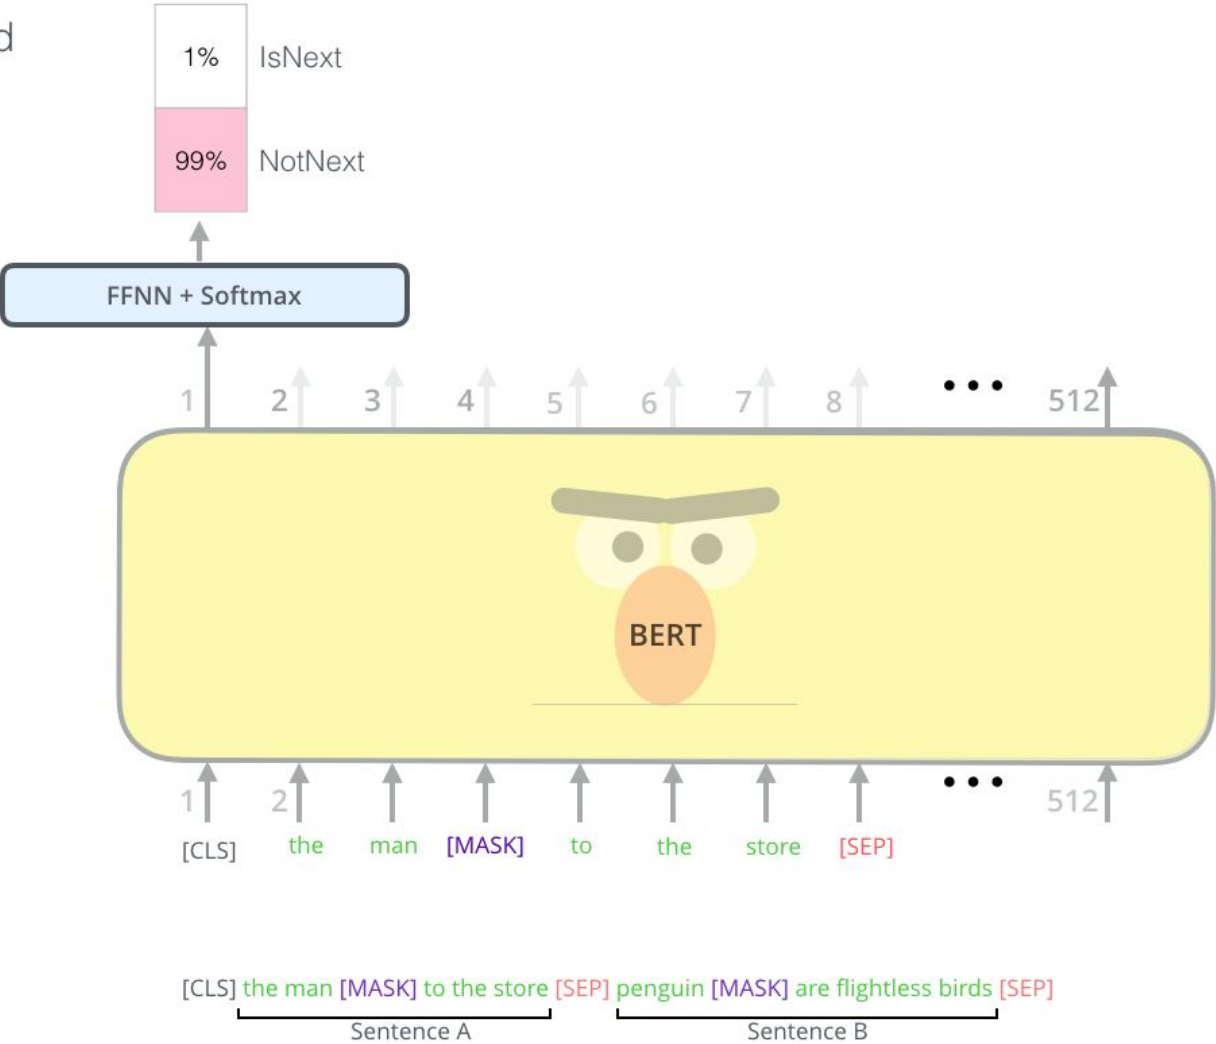 1% IsNext
99% NotNext
FFNN + Softmax
1 2 3 4 5 6 7 8 ••• 512
BERT
1 2 ••• 512
[CLS] the man [MASK] to the store [SEP]
[CLS] the man [MASK] to the store [SEP] penguin [MASK] are flightless birds [SEP]
Sentence A Sentence B